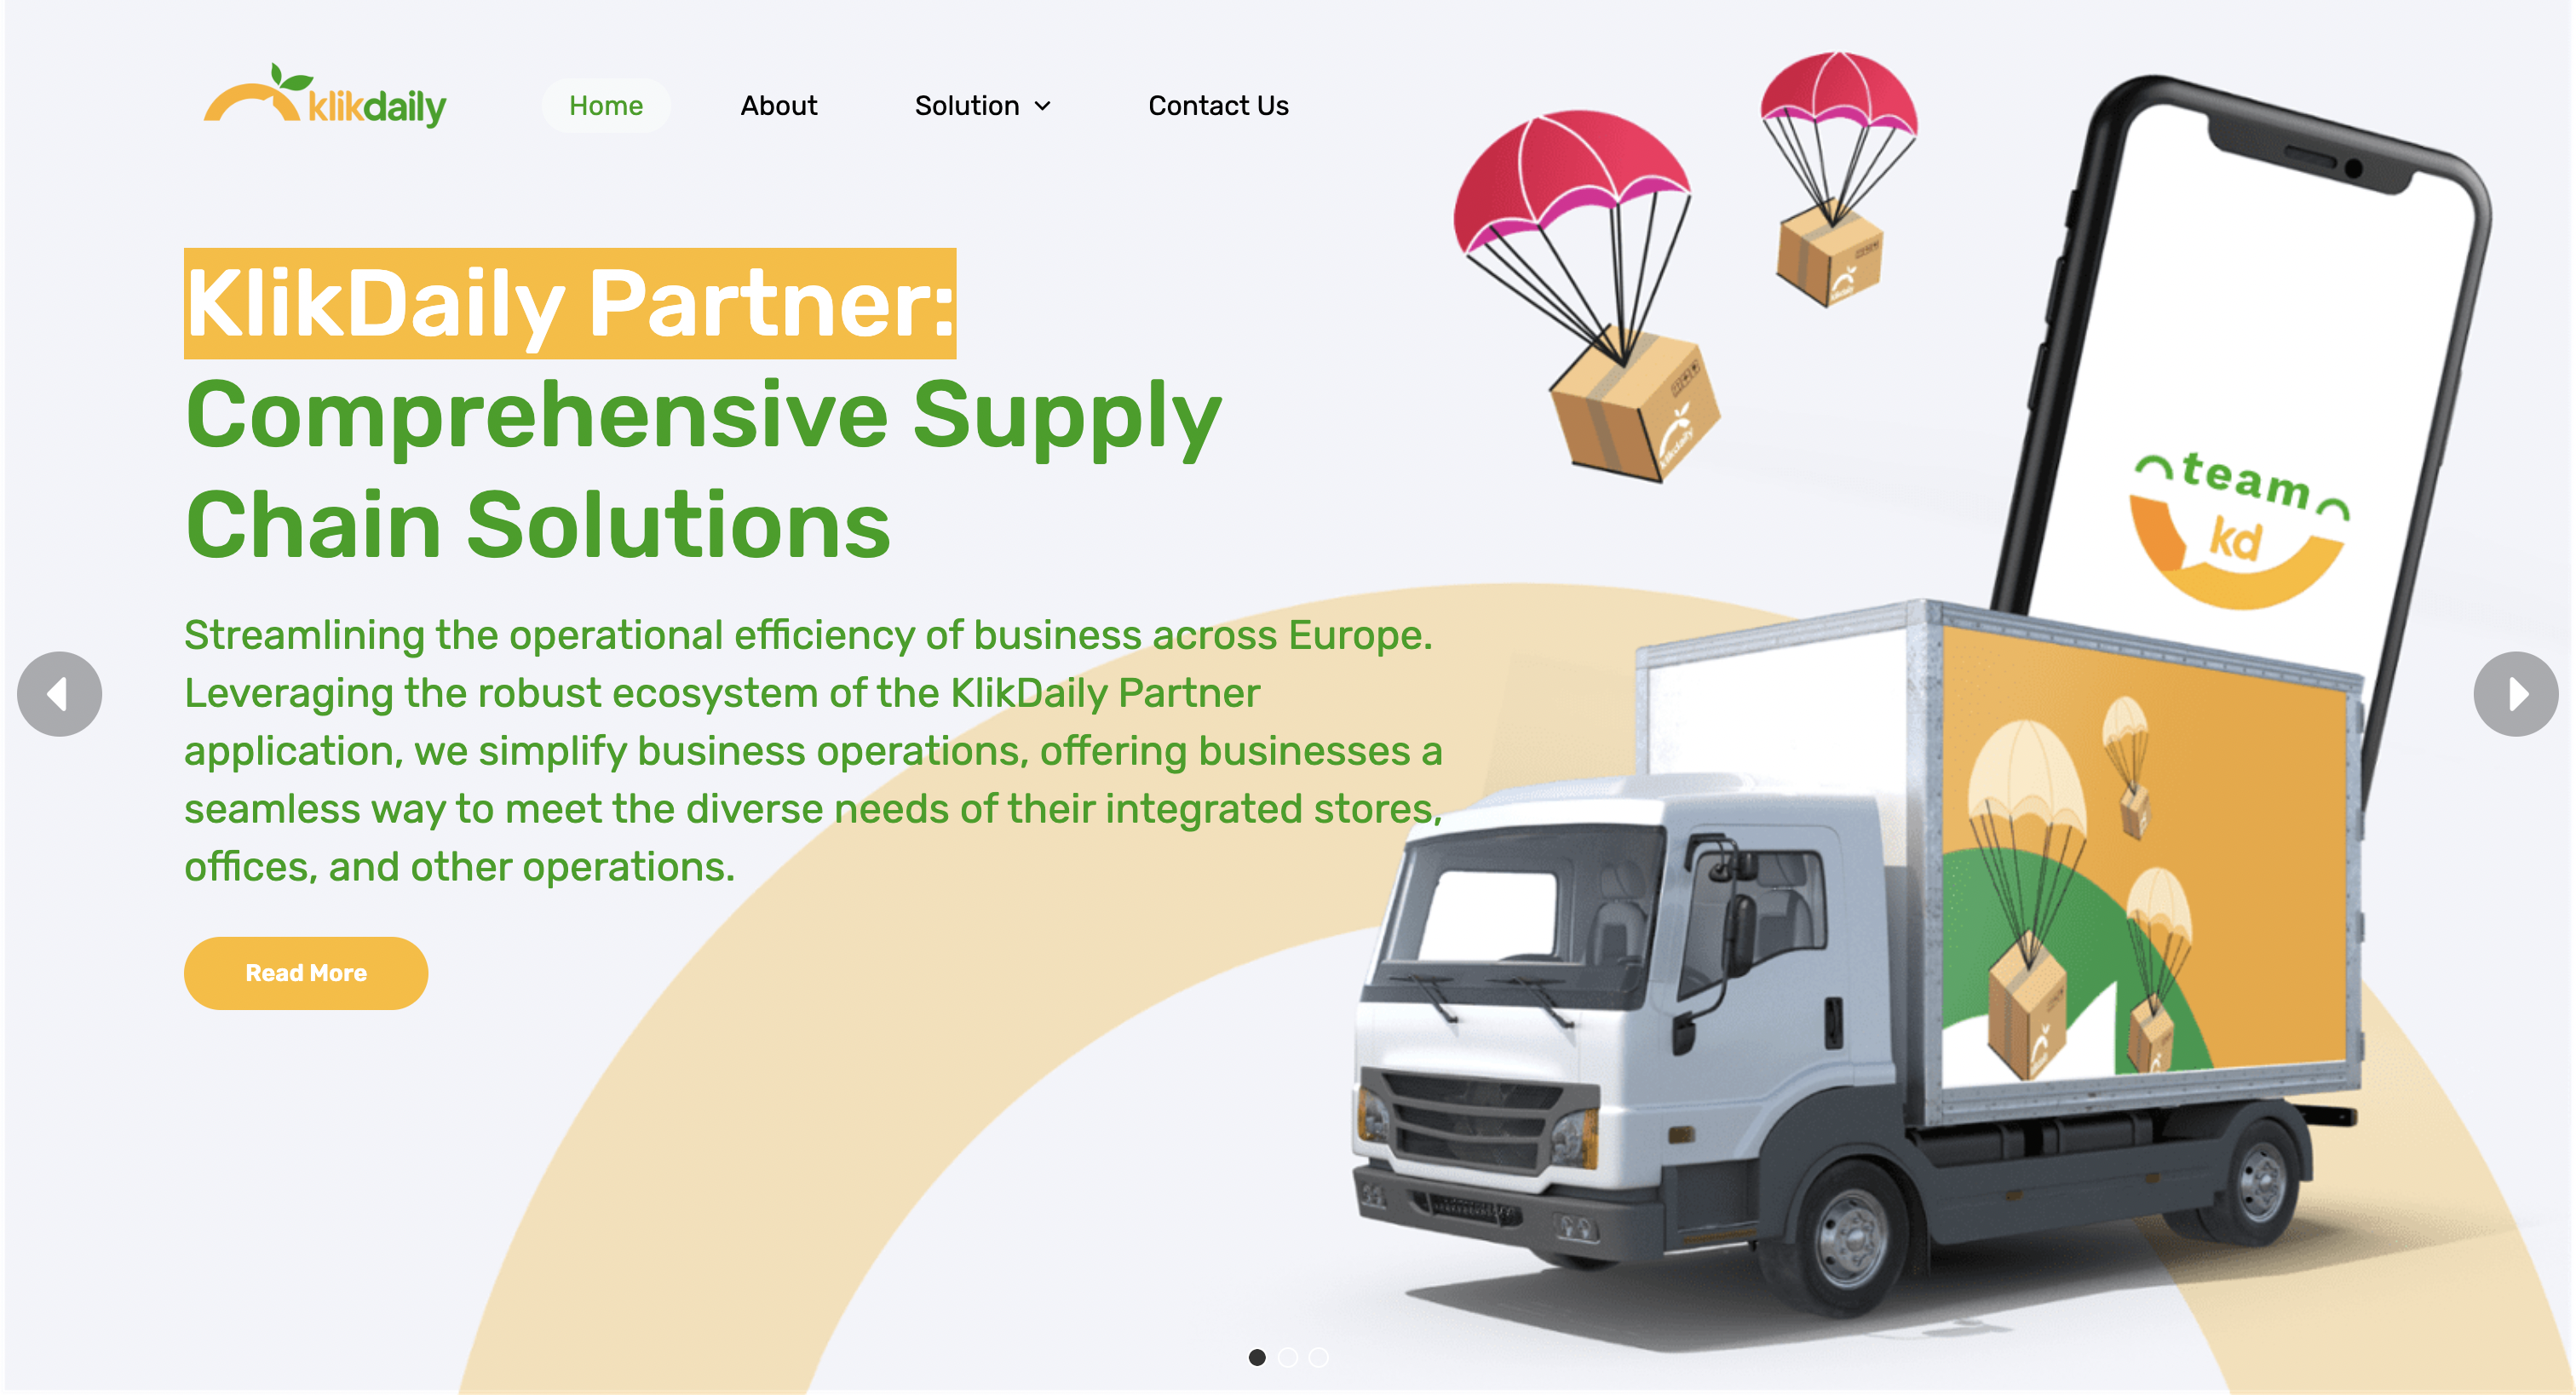 klikdaily
Home
About
Solution
Contact Us
KlikDaily Partner:
Comprehensive Supply
Chain Solutions
Streamlining the operational efficiency of business across Europe.
Leveraging the robust ecosystem of the KlikDaily Partner
application, we simplify business operations, offering businesses a
seamless way to meet the diverse needs of their integrated stores,
offices, and other operations.
Read More
klikdaily
klikdaily
team
kd